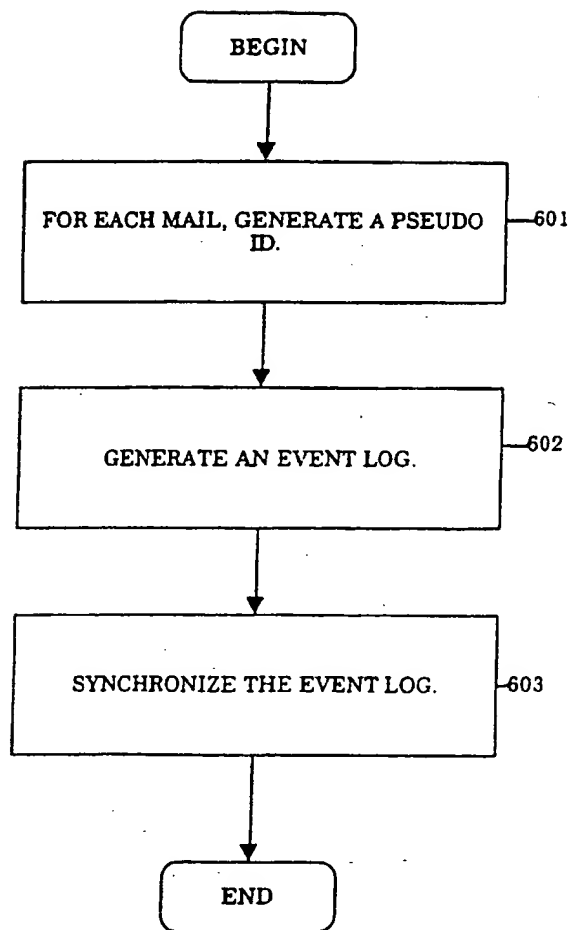 BEGIN
FOR EACH MAIL, GENERATE A PSEUDO
ID.
601
GENERATE AN EVENT LOG.
602
SYNCHRONIZE THE EVENT LOG.
603
END